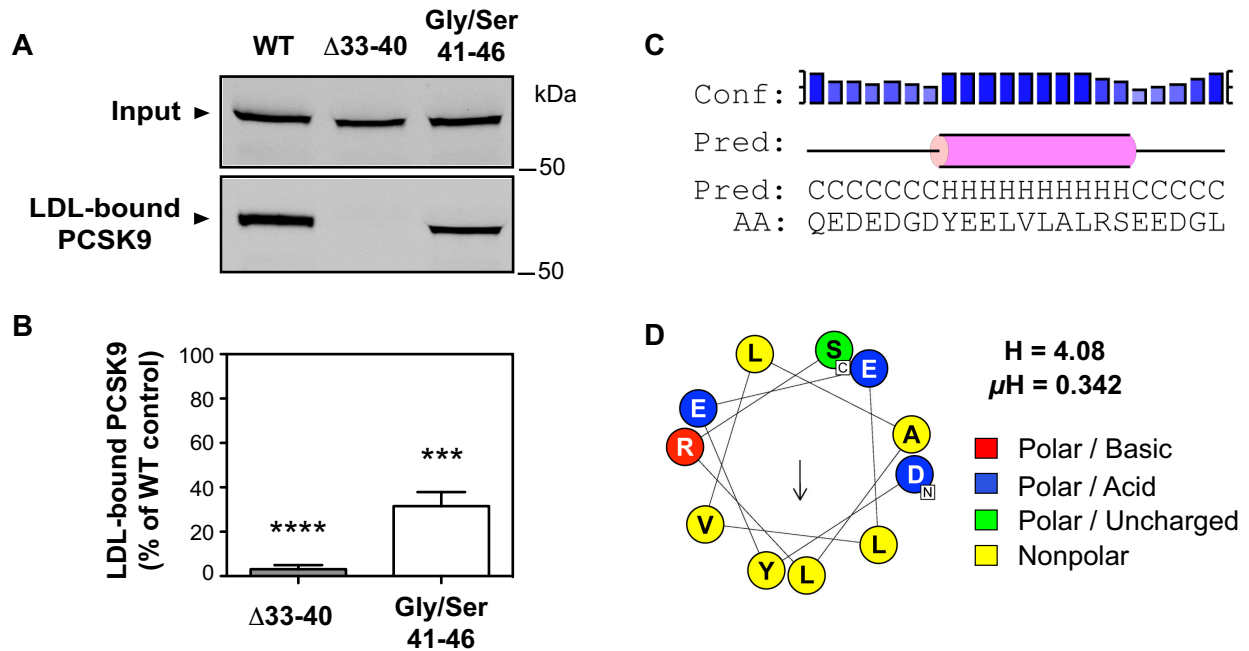 A
WT
Δ33-40
Gly/Ser
41-46
Input
kDa
50
LDL-bound
PCSK9
50
B
LDL-bound PCSK9
(% of WT control)
100
80
60
40
20
0
****
***
Δ33-40
Gly/Ser
41-46
C
Conf:
Pred:
Pred: CCCCCCCHHHHHHHHHHCCCCC
AA: QEDEDGDYEELVLALRSEEDGL
D
L
S
C
E
E
A
R
D
N
V
L
Y
L
H = 4.08
µH = 0.342
Polar / Basic
Polar / Acid
Polar / Uncharged
Nonpolar